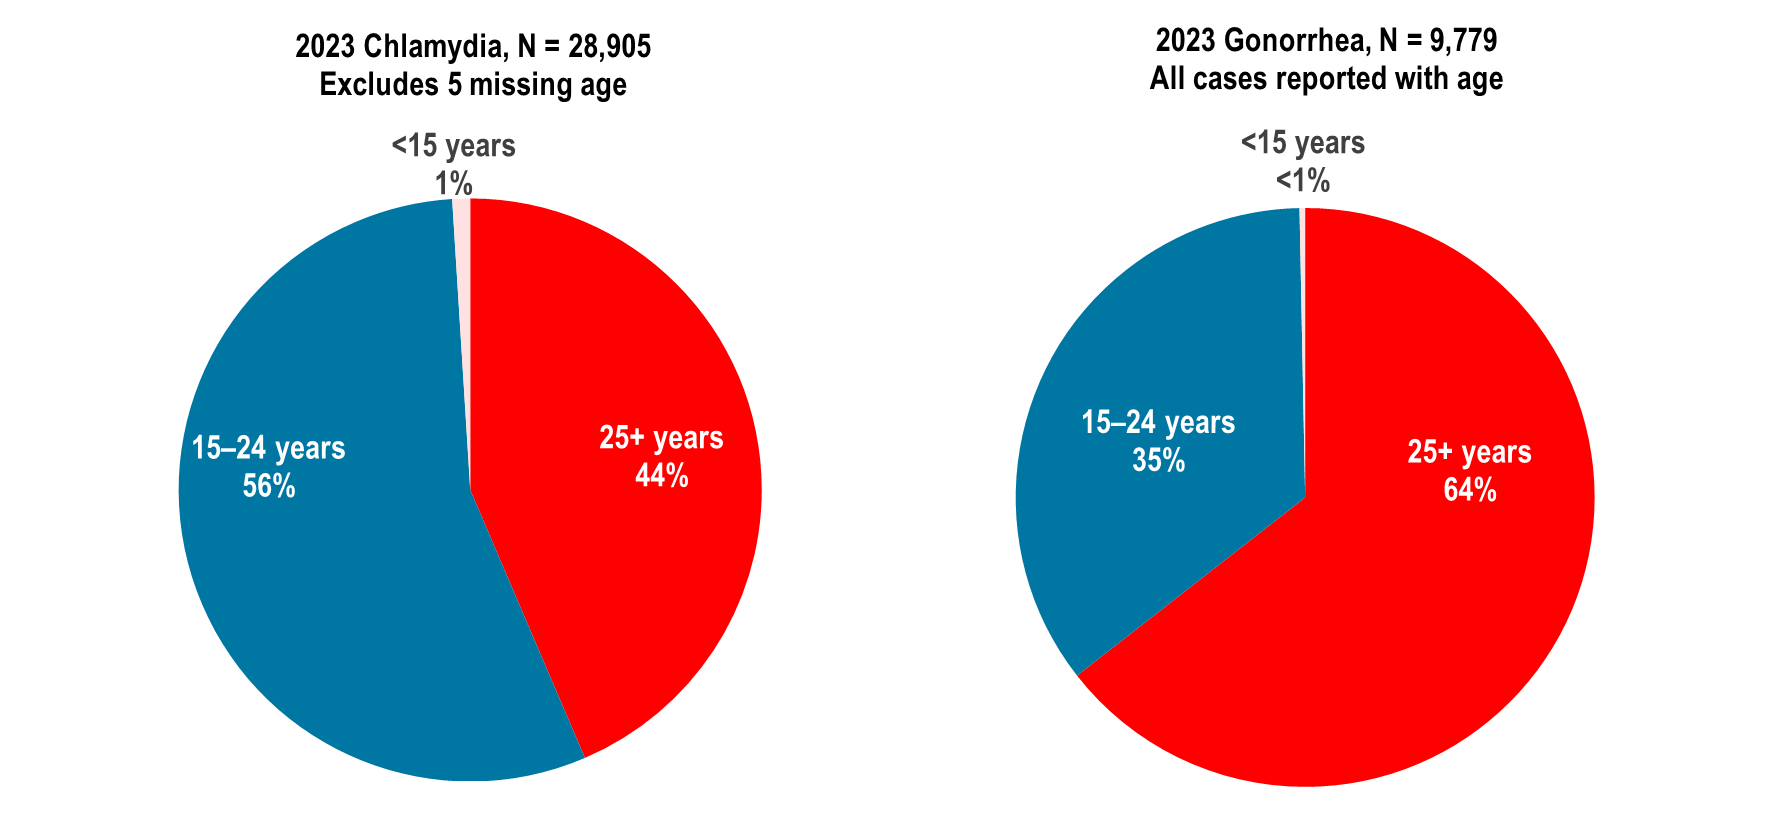 2023 Chlamydia, N = 28,905
Excludes 5 missing age
<15 years
1%
15–24 years
56%
25+ years
44%
2023 Gonorrhea, N = 9,779
All cases reported with age
<15 years
<1%
15–24 years
35%
25+ years
64%